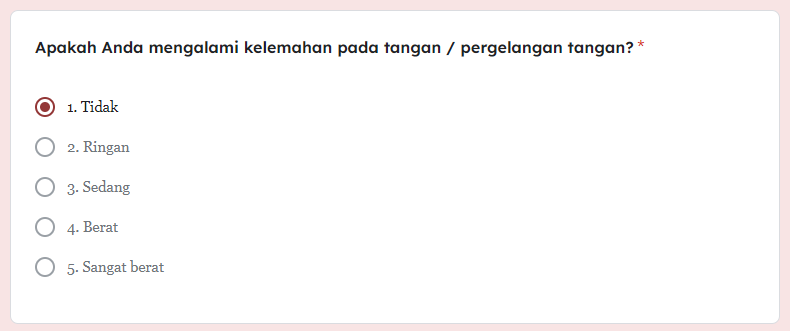 Apakah Anda mengalami kelemahan pada tangan / pergelangan tangan? *
1. Tidak
2. Ringan
3. Sedang
4. Berat
5. Sangat berat